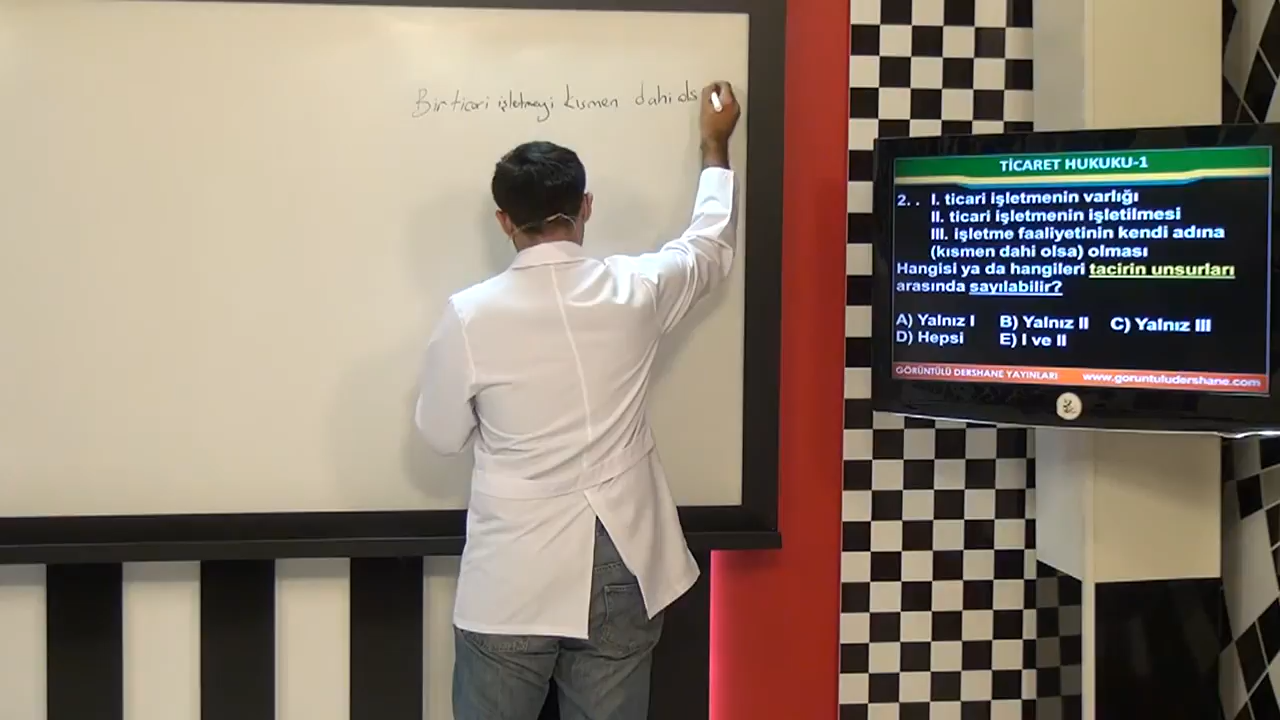 Bir ticari işletmeyi kısmen dahi ols
TİCARET HUKUKU-1
2. . I. ticari işletmenin varlığı
II. ticari işletmenin işletilmesi
III. işletme faaliyetinin kendi adına
(kısmen dahi olsa) olması
Hangisi ya da hangileri tacirin unsurları
arasında sayılabilir?
A) Yalnız I B) Yalnız II C) Yalnız III
D) Hepsi E) I ve II
GÖRÜNTÜLÜ DERSHANE YAYINLARI www.goruntuludershane.com